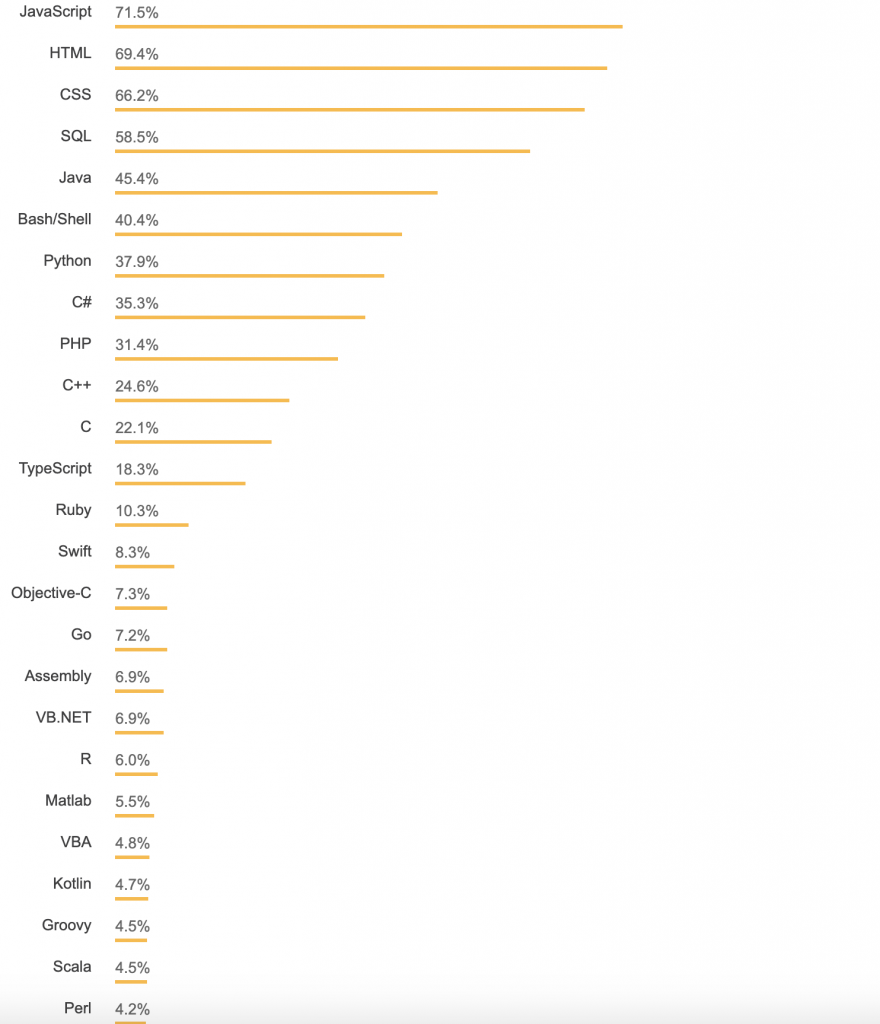 JavaScript 71.5%
HTML 69.4%
CSS 66.2%
SQL 58.5%
Java 45.4%
Bash/Shell 40.4%
Python 37.9%
C# 35.3%
PHP 31.4%
C++ 24.6%
C 22.1%
TypeScript 18.3%
Ruby 10.3%
Swift 8.3%
Objective-C 7.3%
Go 7.2%
Assembly 6.9%
VB.NET 6.9%
R 6.0%
Matlab 5.5%
VBA 4.8%
Kotlin 4.7%
Groovy 4.5%
Scala 4.5%
Perl 4.2%